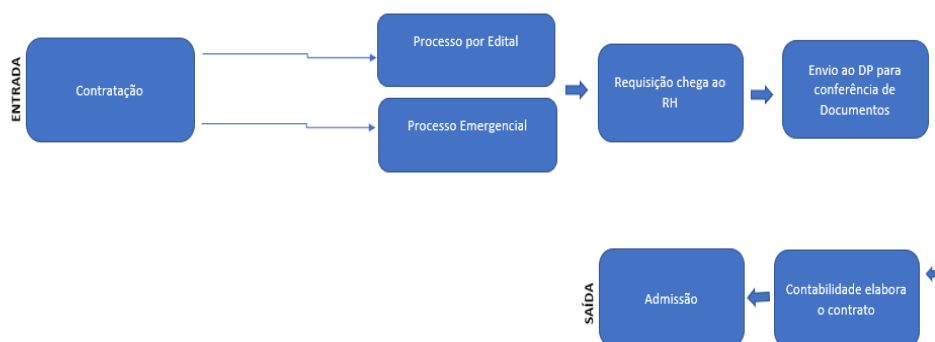 ENTRADA
Contratação
Processo por Edital
Processo Emergencial
Requisição chega ao
RH
Envio ao DP para
conferência de
Documentos
SAÍDA
Admissão
Contabilidade elabora
o contrato